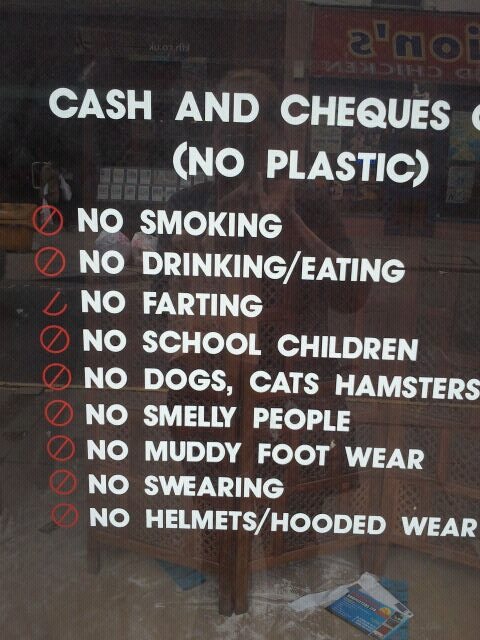 CASH AND CHEQUES
(NO PLASTIC)
NO SMOKING
NO DRINKING/EATING
NO FARTING
NO SCHOOL CHILDREN
NO DOGS, CATS HAMSTERS
NO SMELLY PEOPLE
NO MUDDY FOOT WEAR
NO SWEARING
NO HELMETS/HOODED WEAR